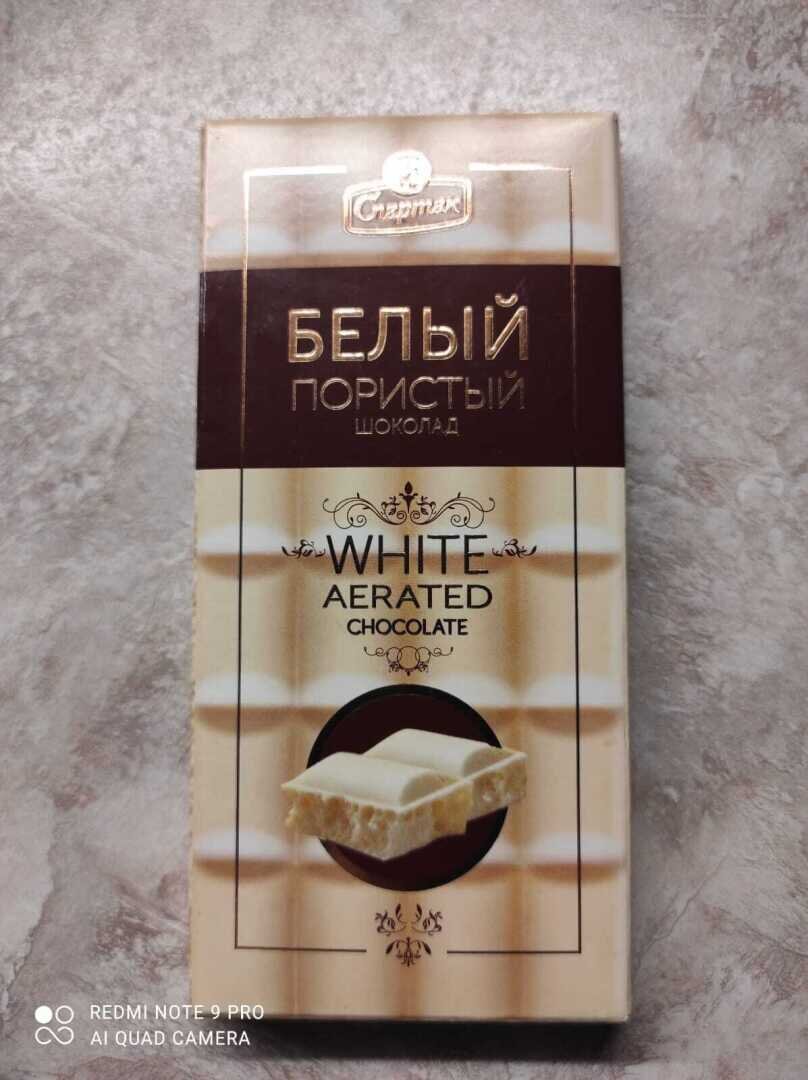 Спартак
БЕЛЫЙ
ПОРИСТЫЙ
ШОКОЛАД
WHITE
AERATED
CHOCOLATE
REDMI NOTE 9 PRO
AI QUAD CAMERA